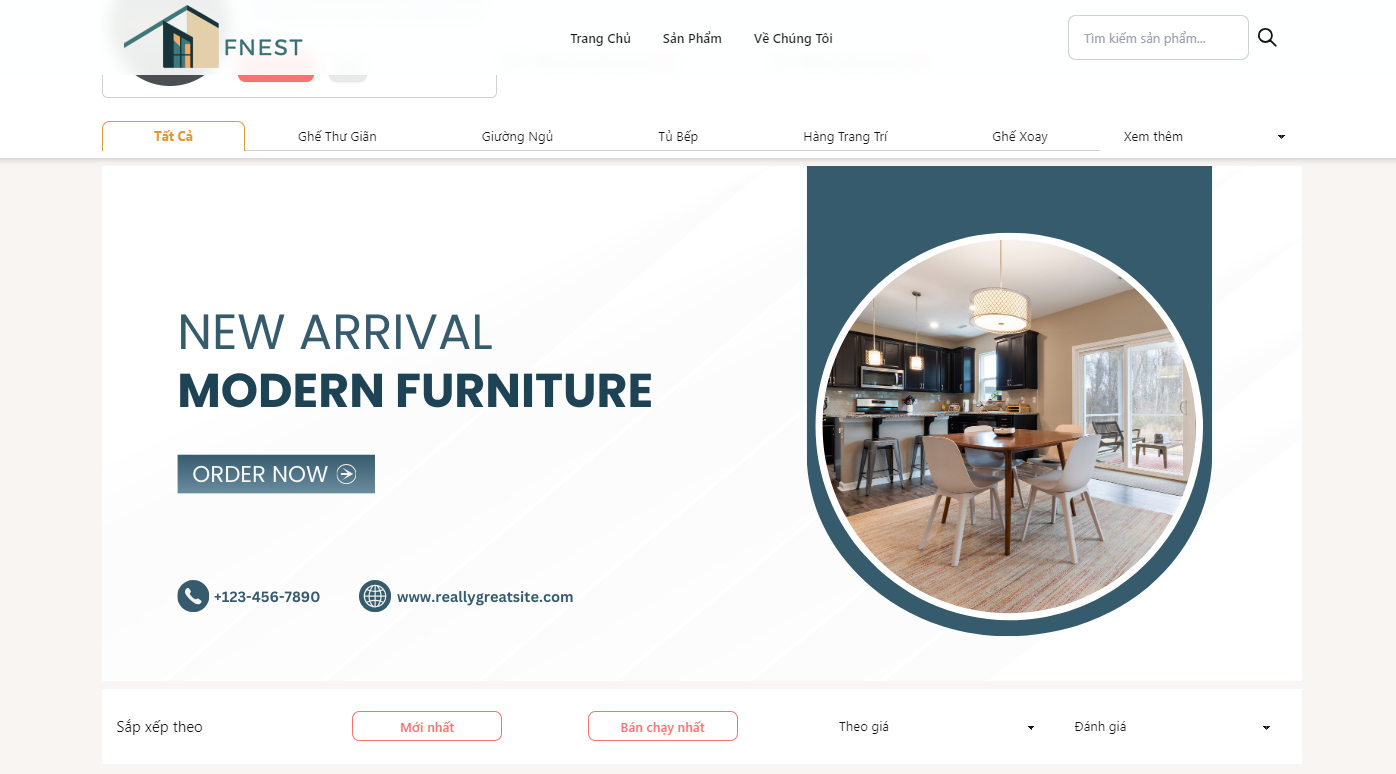 FNEST
Trang Chủ
Sản Phẩm
Về Chúng Tôi
Tìm kiếm sản phẩm...
Tất Cả
Ghế Thư Giãn
Giường Ngủ
Tủ Bếp
Hàng Trang Trí
Ghế Xoay
Xem thêm
NEW ARRIVAL
MODERN FURNITURE
ORDER NOW
+123-456-7890
www.reallygreatsite.com
Sắp xếp theo
Mới nhất
Bán chạy nhất
Theo giá
Đánh giá